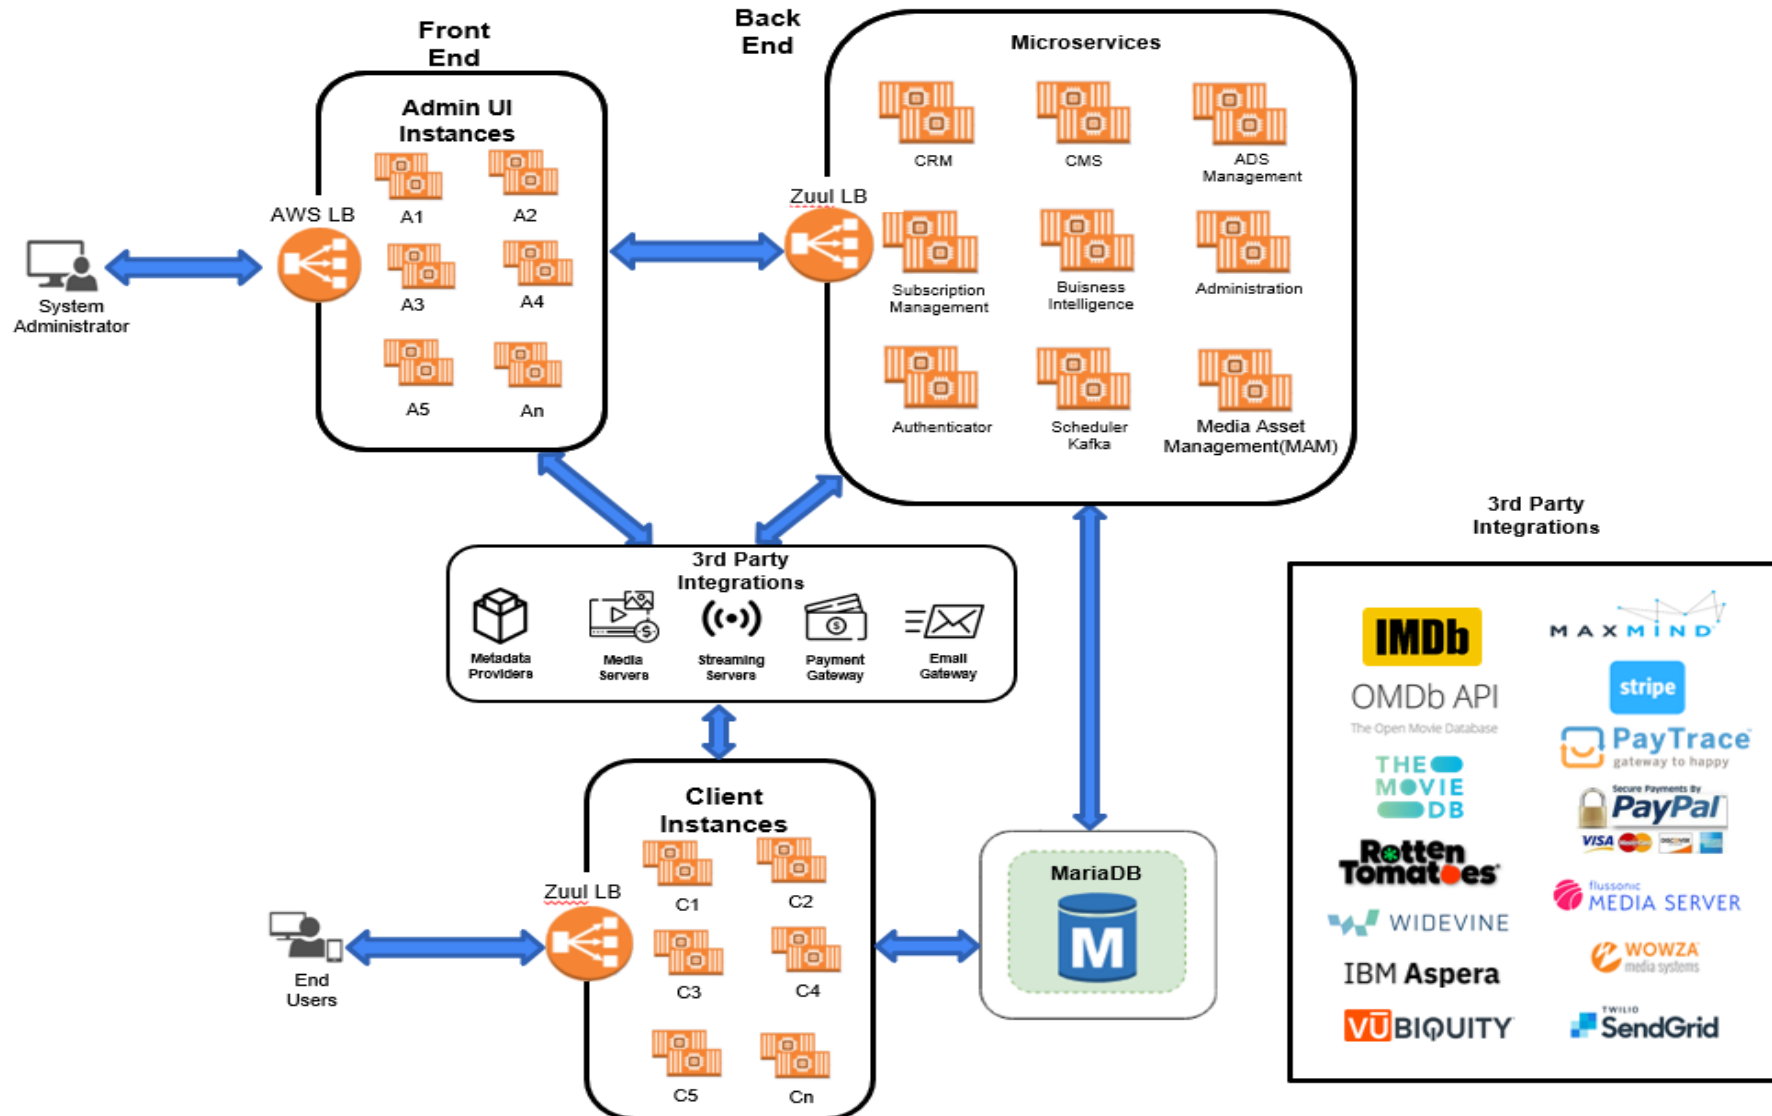 Front
End
Admin UI
Instances
A1
A2
A3
A4
A5
An
AWS LB
System
Administrator
Back
End
Microservices
Zuul LB
CRM
CMS
ADS
Management
Subscription
Management
Buisness
Intelligence
Administration
Authenticator
Scheduler
Kafka
Media Asset
Management(MAM)
3rd Party
Integrations
Metadata
Providers
Media
Servers
Streaming
Servers
Payment
Gateway
Email
Gateway
Client
Instances
Zuul LB
C1
C2
C3
C4
C5
Cn
End
Users
MariaDB
M
3rd Party
Integrations
IMDb
OMDb API
The Open Movie Database
THE
MOVIE
DB
Rotten
Tomatoes
WIDEVINE
IBM Aspera
VŪBIQUITY
MAXMIND
stripe
PayTrace
gateway to happy
Secure Payments By
PayPal
VISA MasterCard DISCOVER
flussonic
MEDIA SERVER
WOWZA
media systems
TWILIO
SendGrid